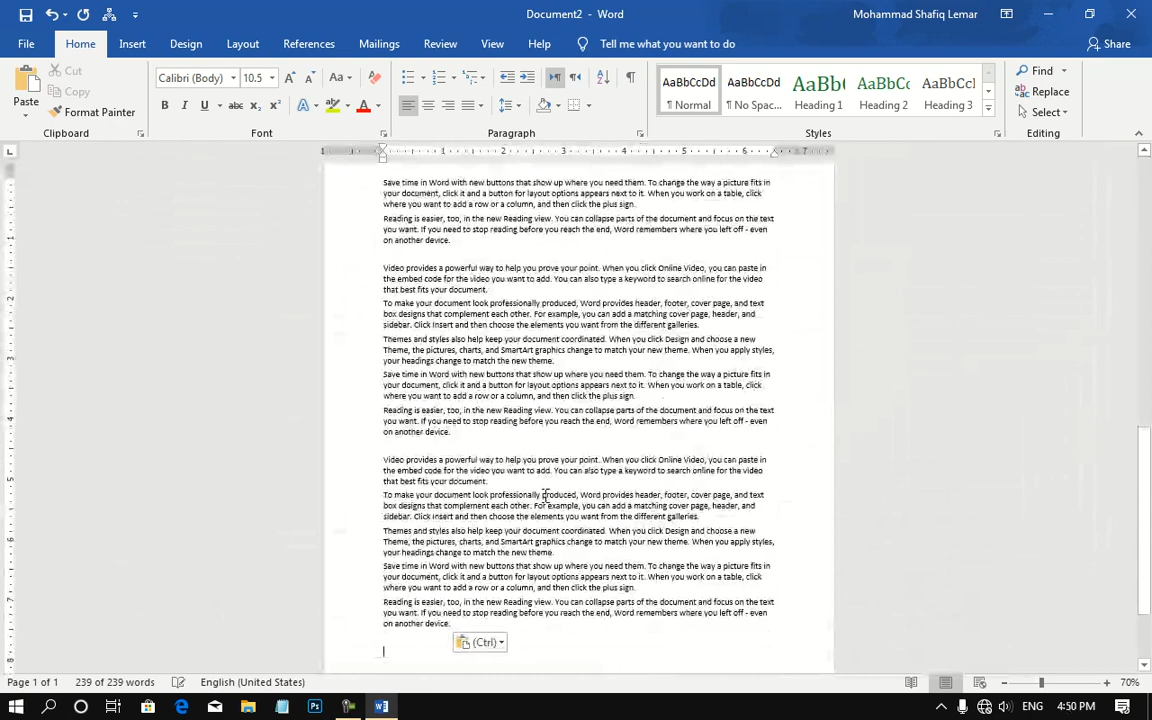 Document2 - Word
Mohammad Shafiq Lemar
File Home Insert Design Layout References Mailings Review View Help Tell me what you want to do Share
Cut
Copy
Format Painter
Paste
Clipboard
Calibri (Body) 10.5
Font
Paragraph
AaBbCcDd AaBbCcDd AaBbC AaBbCc AaBbCcD
¶ Normal ¶ No Spac... Heading 1 Heading 2 Heading 3
Styles
Find
Replace
Select
Editing
1 1 2 3 4 5 6 7
Save time in Word with new buttons that show up where you need them. To change the way a picture fits in
your document, click it and a button for layout options appears next to it. When you work on a table, click
where you want to add a row or a column, and then click the plus sign.
Reading is easier, too, in the new Reading view. You can collapse parts of the document and focus on the text
you want. If you need to stop reading before you reach the end, Word remembers where you left off - even
on another device.
Video provides a powerful way to help you prove your point. When you click Online Video, you can paste in
the embed code for the video you want to add. You can also type a keyword to search online for the video
that best fits your document.
To make your document look professionally produced, Word provides header, footer, cover page, and text
box designs that complement each other. For example, you can add a matching cover page, header, and
sidebar. Click Insert and then choose the elements you want from the different galleries.
Themes and styles also help keep your document coordinated. When you click Design and choose a new
Theme, the pictures, charts, and SmartArt graphics change to match your new theme. When you apply styles,
your headings change to match the new theme.
Save time in Word with new buttons that show up where you need them. To change the way a picture fits in
your document, click it and a button for layout options appears next to it. When you work on a table, click
where you want to add a row or a column, and then click the plus sign.
Reading is easier, too, in the new Reading view. You can collapse parts of the document and focus on the text
you want. If you need to stop reading before you reach the end, Word remembers where you left off - even
on another device.
Video provides a powerful way to help you prove your point. When you click Online Video, you can paste in
the embed code for the video you want to add. You can also type a keyword to search online for the video
that best fits your document.
To make your document look professionally produced, Word provides header, footer, cover page, and text
box designs that complement each other. For example, you can add a matching cover page, header, and
sidebar. Click Insert and then choose the elements you want from the different galleries.
Themes and styles also help keep your document coordinated. When you click Design and choose a new
Theme, the pictures, charts, and SmartArt graphics change to match your new theme. When you apply styles,
your headings change to match the new theme.
Save time in Word with new buttons that show up where you need them. To change the way a picture fits in
your document, click it and a button for layout options appears next to it. When you work on a table, click
where you want to add a row or a column, and then click the plus sign.
Reading is easier, too, in the new Reading view. You can collapse parts of the document and focus on the text
you want. If you need to stop reading before you reach the end, Word remembers where you left off - even
on another device.
(Ctrl)
Page 1 of 1 239 of 239 words English (United States) 70%
ENG 4:50 PM